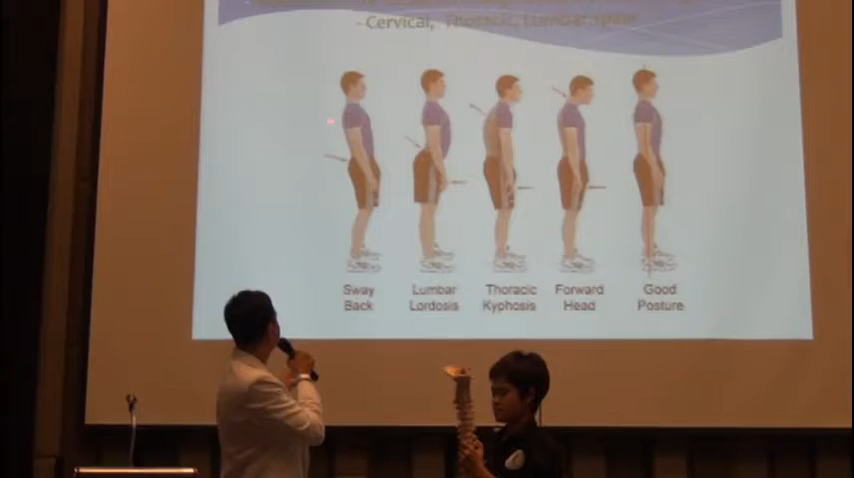 -Cervical, Thoracic, Lumbar spine
Sway
Back
Lumbar
Lordosis
Thoracic
Kyphosis
Forward
Head
Good
Posture